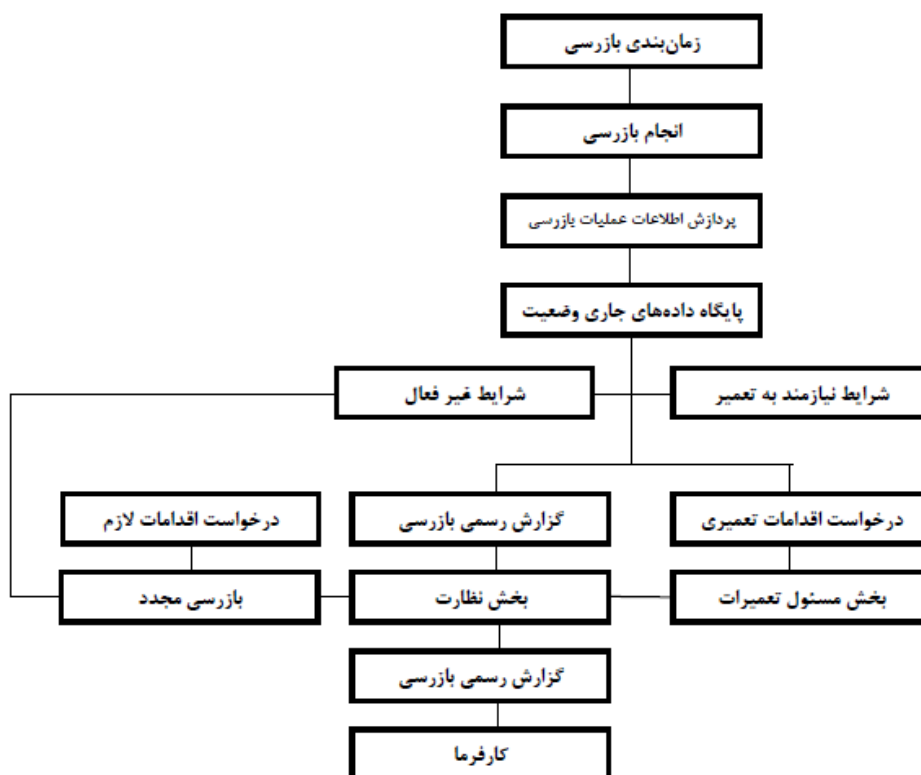 زمان‌بندی بازرسی
انجام بازرسی
پردازش اطلاعات عملیات بازرسی
پایگاه داده‌های جاری وضعیت
شرایط نیازمند به تعمیر
شرایط غیر فعال
درخواست اقدامات تعمیری
گزارش رسمی بازرسی
درخواست اقدامات لازم
بخش مسئول تعمیرات
بخش نظارت
بازرسی مجدد
گزارش رسمی بازرسی
کارفرما